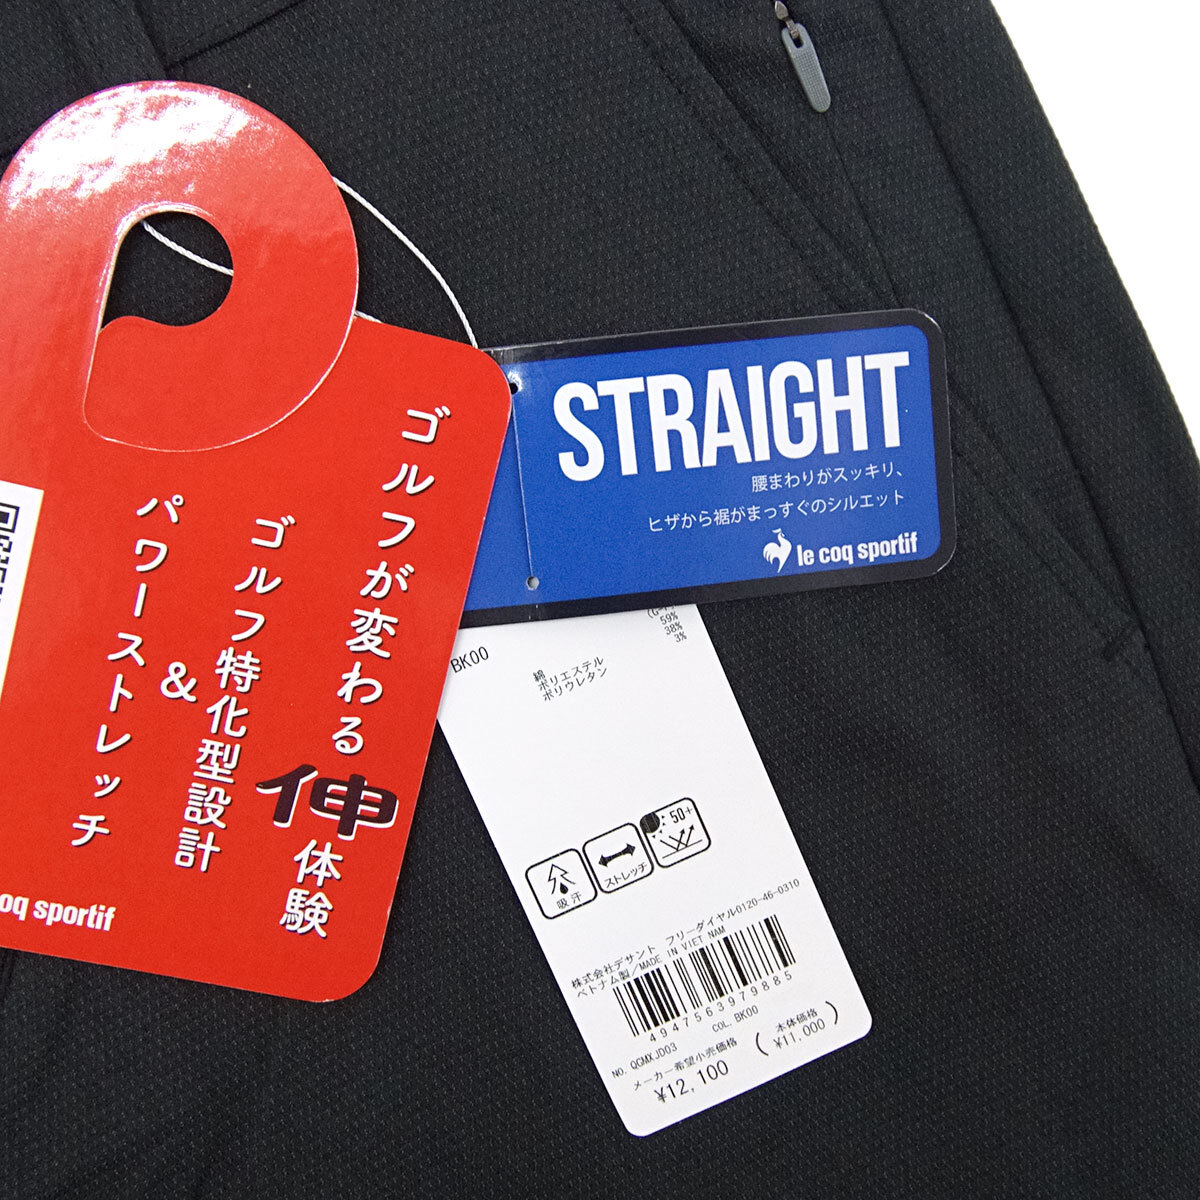 ゴルフが変わる
伸体験
ゴルフ特化型設計
&
パワーストレッチ
coq sportif
STRAIGHT
腰まわりがスッキリ、
ヒザから裾がまっすぐのシルエット
le coq sportif
BK00
59%
38%
3%
綿
ポリエステル
ポリウレタン
吸汗
ストレッチ
50+
株式会社デサント フリーダイヤル0120-46-0310
ベトナム製/MADE IN VIET NAM
4947563979885
NO. QGMXJD03 COL. BK00
メーカー希望小売価格
¥12,100
(本体価格
¥11,000)